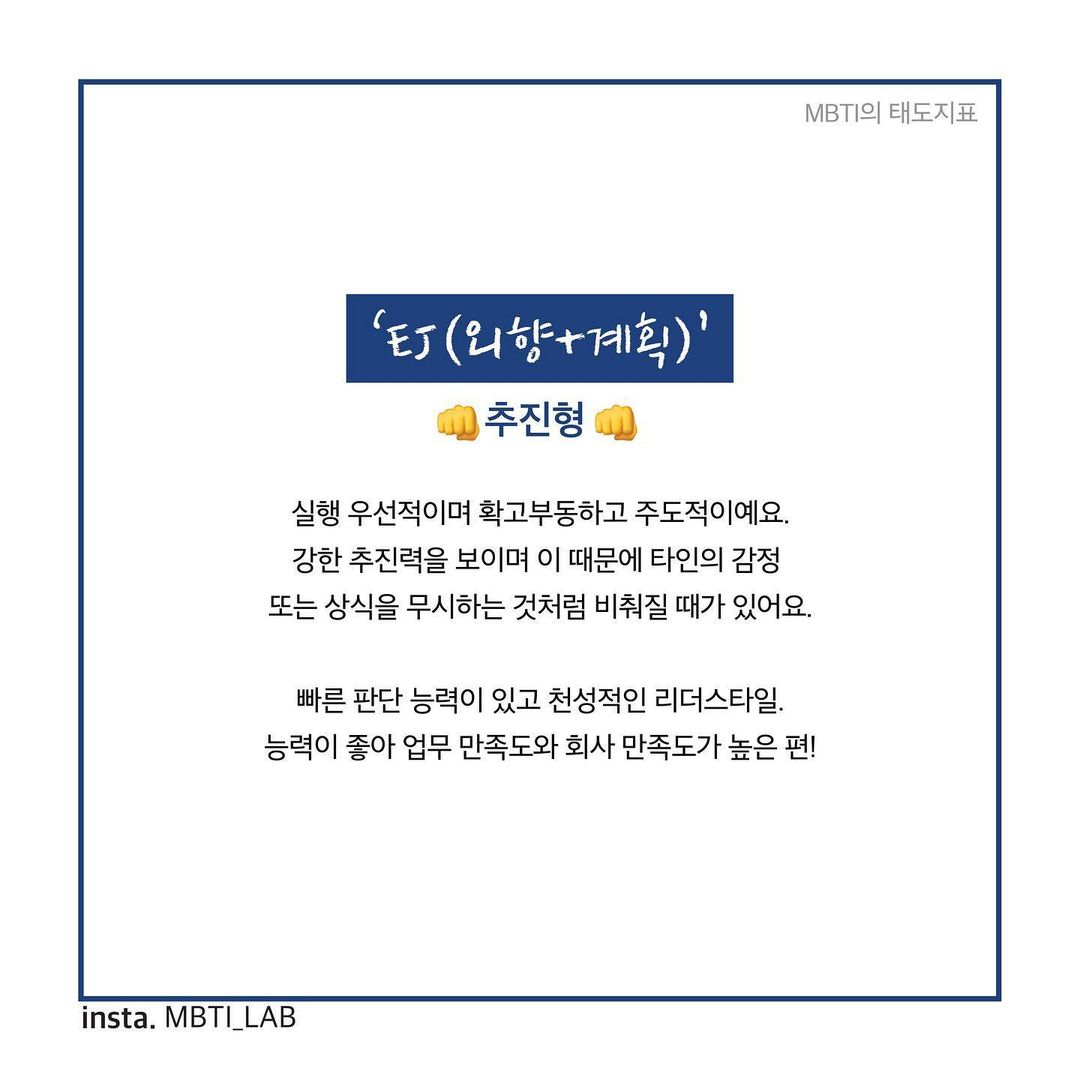 MBTI의 태도지표
‘EJ(외향+계획)’
👊추진형👊
실행 우선적이며 확고부동하고 주도적이예요.
강한 추진력을 보이며 이 때문에 타인의 감정
또는 상식을 무시하는 것처럼 비춰질 때가 있어요.
빠른 판단 능력이 있고 천성적인 리더스타일.
능력이 좋아 업무 만족도와 회사 만족도가 높은 편!
insta. MBTI_LAB